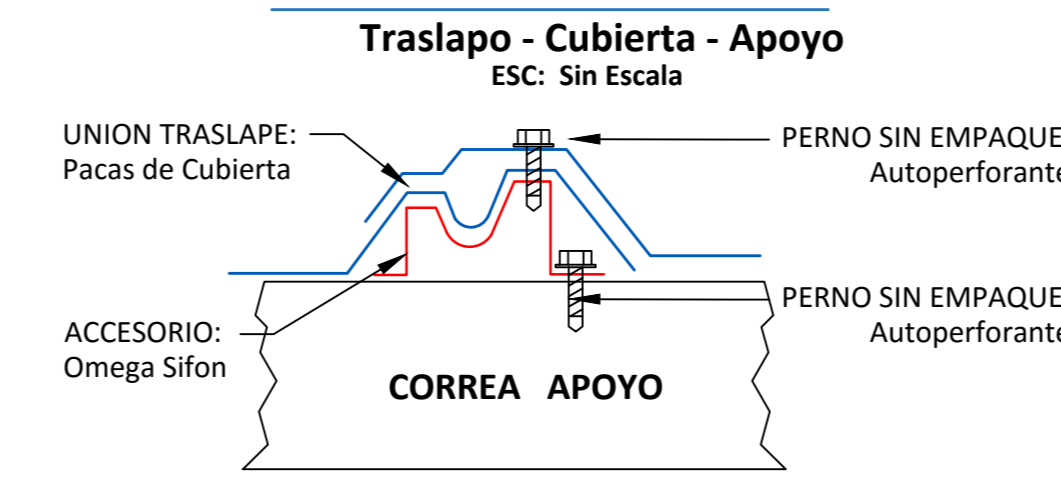 Traslapo - Cubierta - Apoyo
ESC: Sin Escala
UNION TRASLAPE:
Pacas de Cubierta
PERNO SIN EMPAQUE
Autoperforante
ACCESORIO:
Omega Sifon
PERNO SIN EMPAQUE
Autoperforante
CORREA APOYO